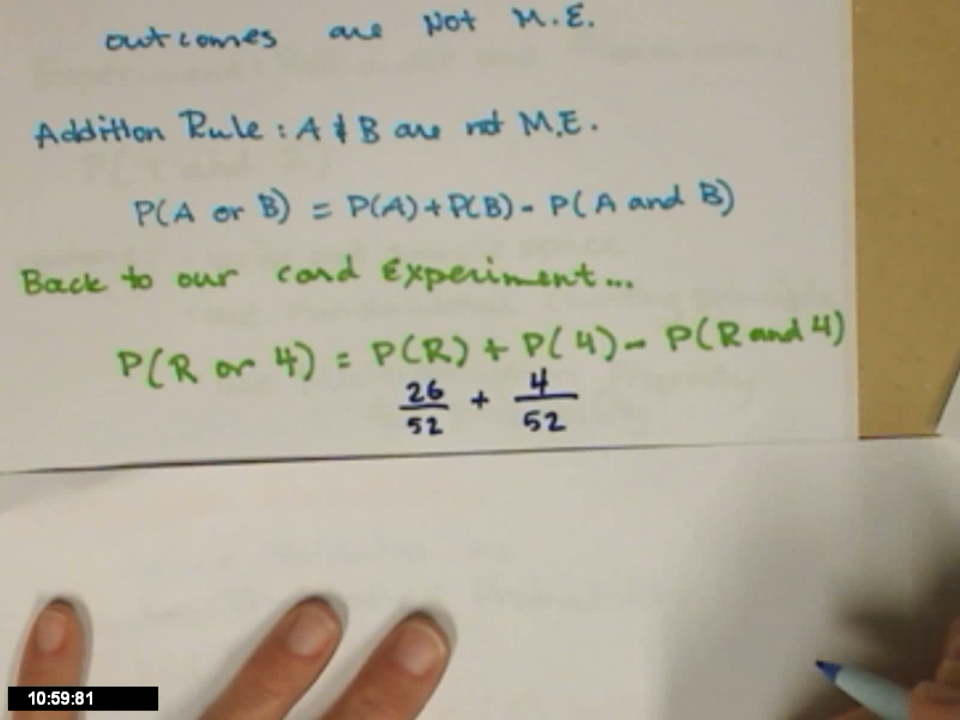 outcomes are Not M.E.
Addition Rule: A & B are not M.E.
P(A or B) = P(A)+P(B)- P(A and B)
Back to our card Experiment...
P(R or 4) = P(R) + P(4) - P(R and 4)
26/52 + 4/52
10:59:81